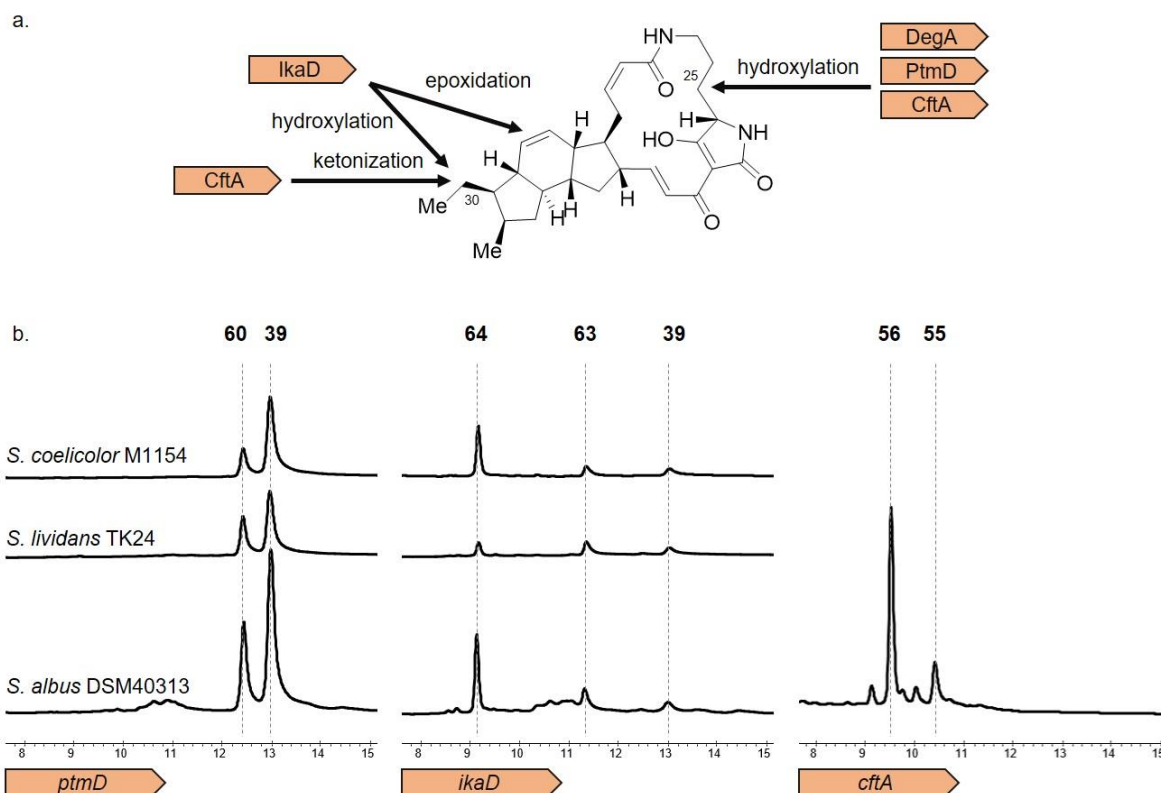 a.
IkaD
epoxidation
hydroxylation
ketonization
CftA
DegA
PtmD
CftA
hydroxylation
25
30
HN
O
H
NH
HO
O
O
H
H
H
H
H
Me
Me
b.
60 39 64 63 39 56 55
S. coelicolor M1154
S. lividans TK24
S. albus DSM40313
8 9 10 11 12 13 14 15 8 9 10 11 12 13 14 15 8 9 10 11 12 13 14 15
ptmD ikaD cftA